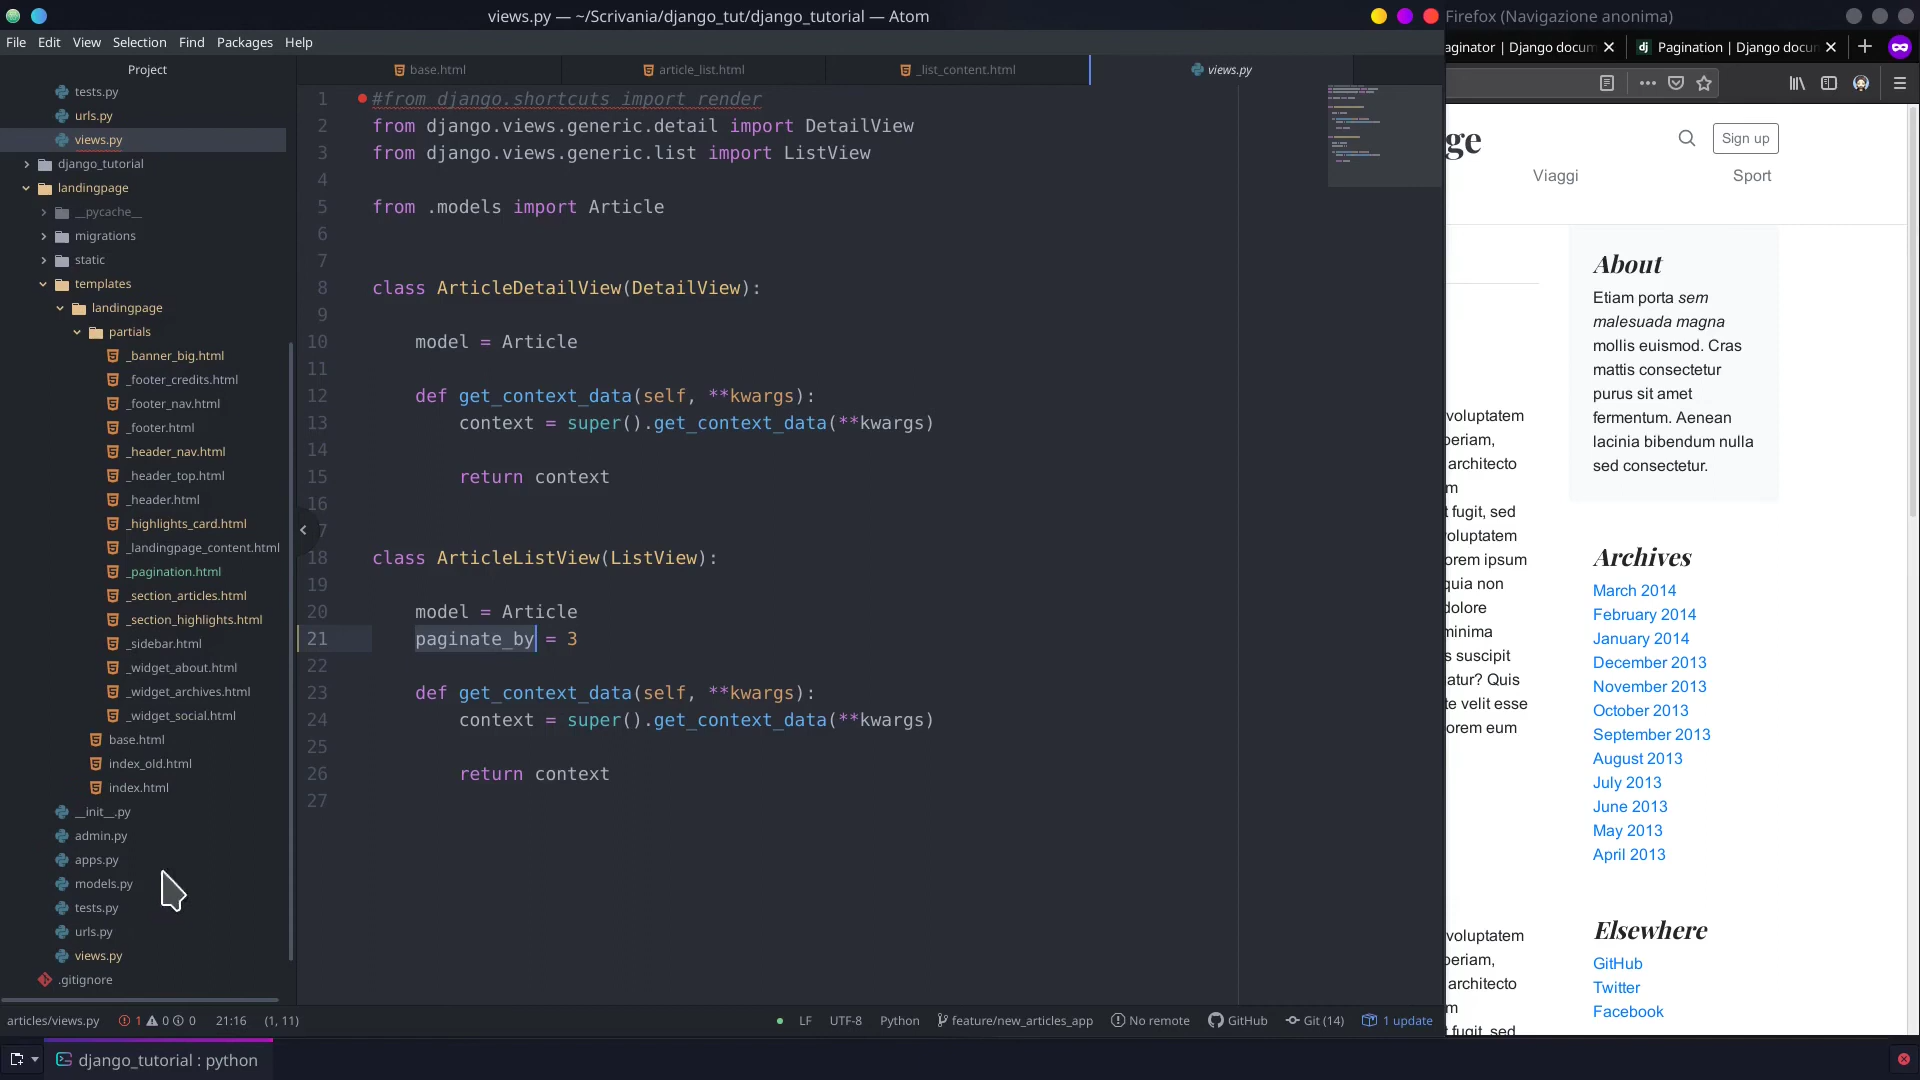 views.py — ~/Scrivania/django_tut/django_tutorial — Atom
Firefox (Navigazione anonima)
File Edit View Selection Find Packages Help
aginator | Django docum
dj Pagination | Django docun
Project
base.html
article_list.html
_list_content.html
views.py
tests.py
urls.py
views.py
django_tutorial
landingpage
__pycache__
migrations
static
templates
landingpage
partials
_banner_big.html
_footer_credits.html
_footer_nav.html
_footer.html
_header_nav.html
_header_top.html
_header.html
_highlights_card.html
_landingpage_content.html
_pagination.html
_section_articles.html
_section_highlights.html
_sidebar.html
_widget_about.html
_widget_archives.html
_widget_social.html
base.html
index_old.html
index.html
__init__.py
admin.py
apps.py
models.py
tests.py
urls.py
views.py
.gitignore
1 #from django.shortcuts import render
2 from django.views.generic.detail import DetailView
3 from django.views.generic.list import ListView
4
5 from .models import Article
6
7
8 class ArticleDetailView(DetailView):
9
10 model = Article
11
12 def get_context_data(self, **kwargs):
13 context = super().get_context_data(**kwargs)
14
15 return context
16
7
18 class ArticleListView(ListView):
19
20 model = Article
21 paginate_by = 3
22
23 def get_context_data(self, **kwargs):
24 context = super().get_context_data(**kwargs)
25
26 return context
27
ge
Sign up
Viaggi
Sport
About
Etiam porta sem
malesuada magna
mollis euismod. Cras
mattis consectetur
purus sit amet
fermentum. Aenean
lacinia bibendum nulla
sed consectetur.
voluptatem
periam,
architecto
m
t fugit, sed
voluptatem
orem ipsum
quia non
dolore
minima
s suscipit
atur? Quis
te velit esse
orem eum
Archives
March 2014
February 2014
January 2014
December 2013
November 2013
October 2013
September 2013
August 2013
July 2013
June 2013
May 2013
April 2013
voluptatem
periam,
architecto
m
t fugit, sed
Elsewhere
GitHub
Twitter
Facebook
articles/views.py 1 0 0 21:16 (1, 11)
LF UTF-8 Python feature/new_articles_app No remote GitHub Git (14) 1 update
django_tutorial : python